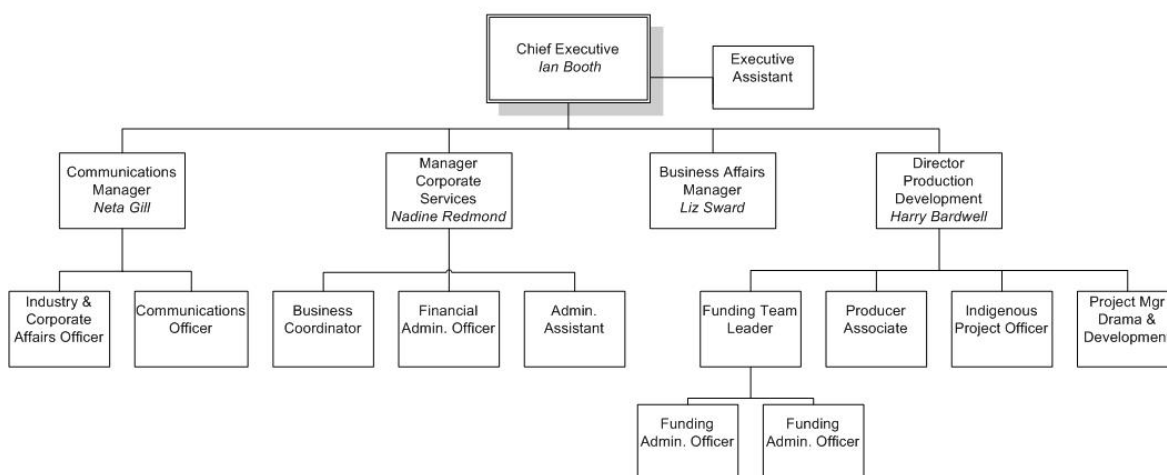 Chief Executive
Ian Booth
Executive
Assistant
Communications
Manager
Neta Gill
Manager
Corporate
Services
Nadine Redmond
Business Affairs
Manager
Liz Sward
Director
Production
Development
Harry Bardwell
Industry &
Corporate
Affairs Officer
Communications
Officer
Business
Coordinator
Financial
Admin. Officer
Admin.
Assistant
Funding Team
Leader
Producer
Associate
Indigenous
Project Officer
Project Mgr
Drama &
Development
Funding
Admin. Officer
Funding
Admin. Officer